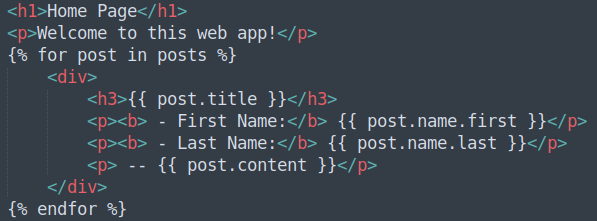 <h1>Home Page</h1>
<p>Welcome to this web app!</p>
{% for post in posts %}
    <div>
        <h3>{{ post.title }}</h3>
        <p><b> - First Name:</b> {{ post.name.first }}</p>
        <p><b> - Last Name:</b> {{ post.name.last }}</p>
        <p> -- {{ post.content }}</p>
    </div>
{% endfor %}